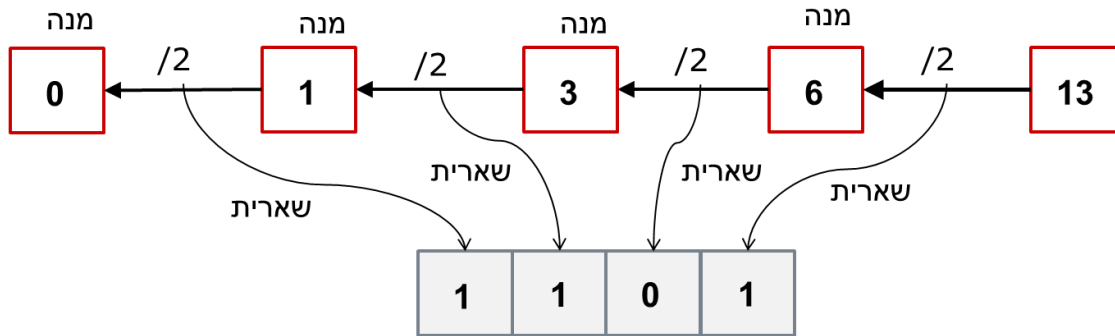 מנה מנה מנה מנה
/2 /2 /2 /2
0 1 3 6 13
שארית שארית שארית שארית
1 1 0 1